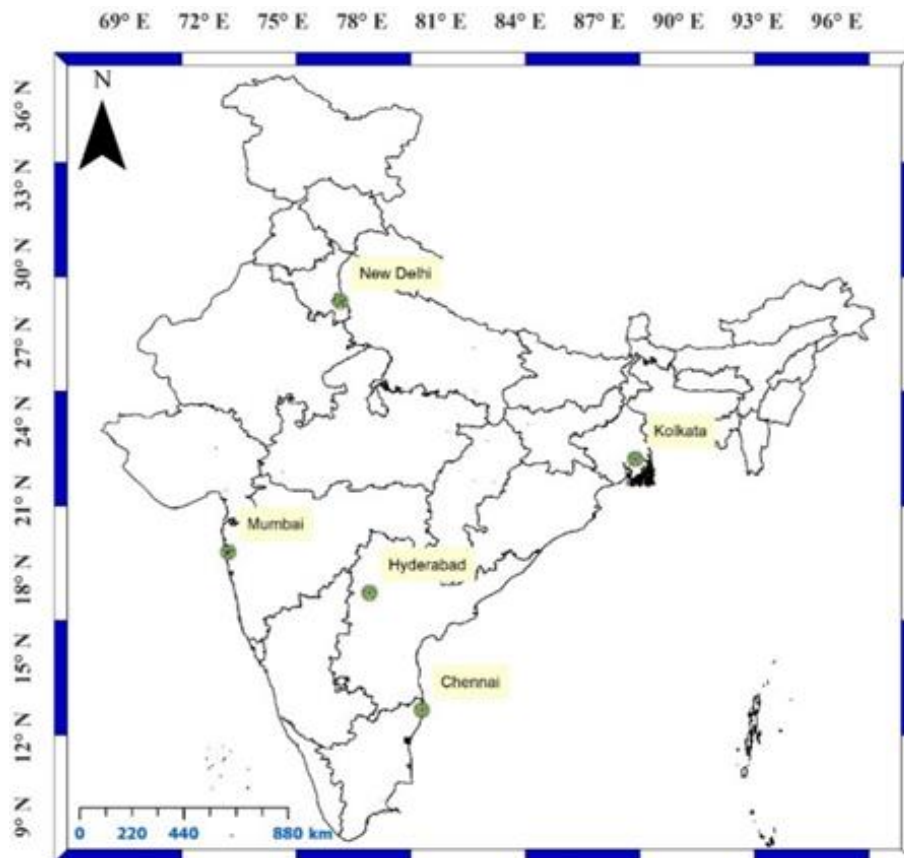 69° E 72° E 75° E 78° E 81° E 84° E 87° E 90° E 93° E 96° E
N
36° N
33° N
30° N
27° N
24° N
21° N
18° N
15° N
12° N
9° N
New Delhi
Kolkata
Mumbai
Hyderabad
Chennai
0 220 440 880 km